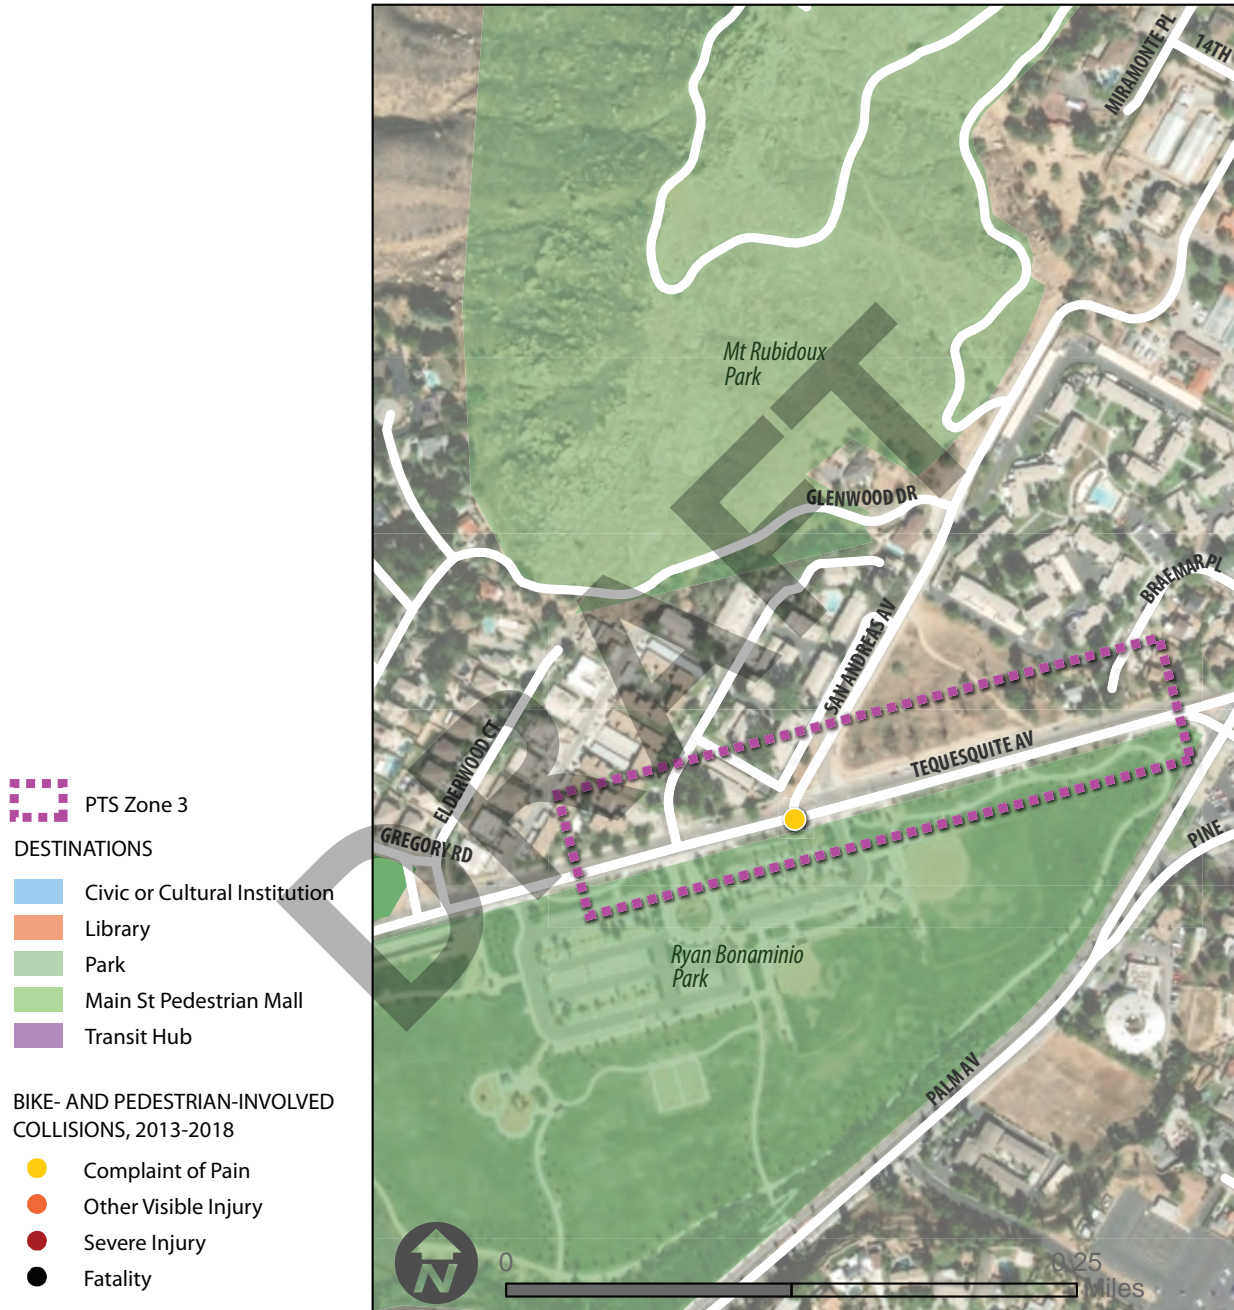 MIRAMONTE PL
14TH
Mt Rubidoux
Park
GLENWOOD DR
BRAEMAR PL
SAN ANDREAS AV
ELDERWOOD CT
TEQUESQUITE AV
GREGORY RD
PINE
Ryan Bonaminio
Park
PALM AV
DRAFT
PTS Zone 3
DESTINATIONS
Civic or Cultural Institution
Library
Park
Main St Pedestrian Mall
Transit Hub
BIKE- AND PEDESTRIAN-INVOLVED
COLLISIONS, 2013-2018
Complaint of Pain
Other Visible Injury
Severe Injury
Fatality
N
0
0.25
Miles